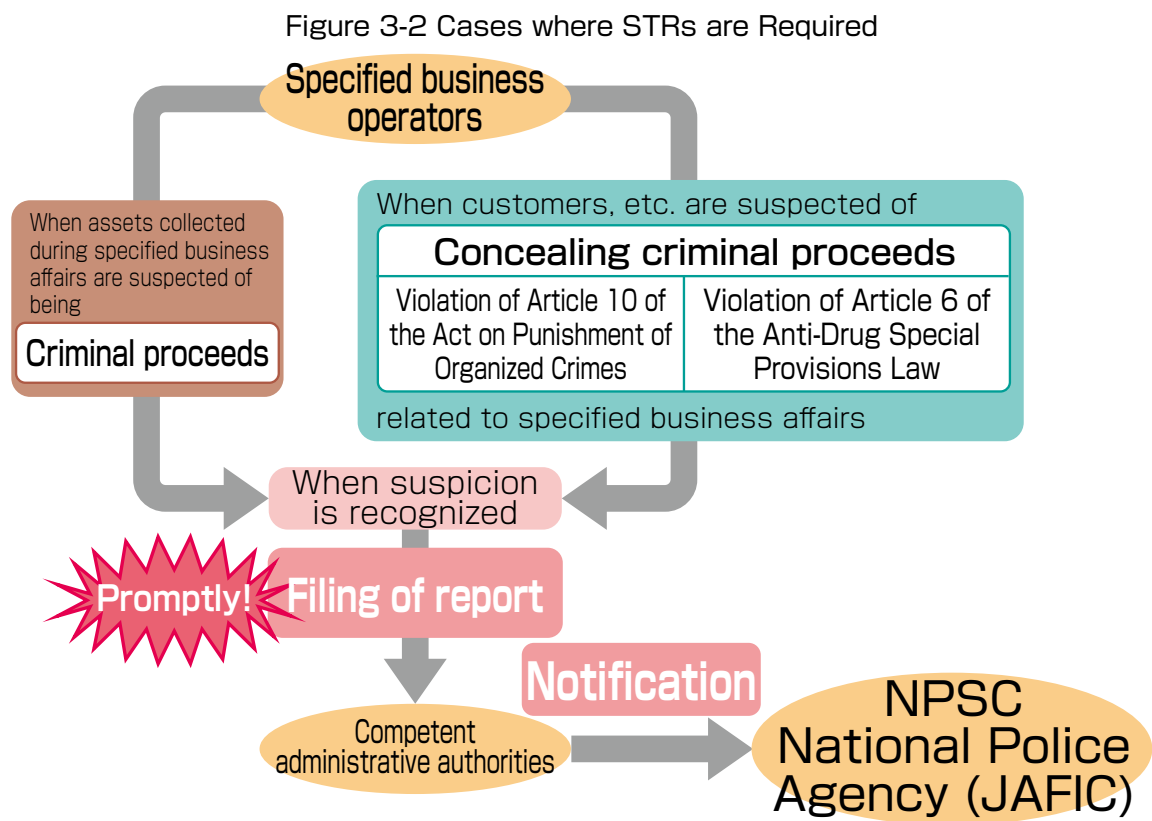 Figure 3-2 Cases where STRs are Required
Specified business
operators
When assets collected
during specified business
affairs are suspected of
being
Criminal proceeds
When customers, etc. are suspected of
Concealing criminal proceeds
Violation of Article 10 of
the Act on Punishment of
Organized Crimes
Violation of Article 6 of
the Anti-Drug Special
Provisions Law
related to specified business affairs
When suspicion
is recognized
Promptly!
Filing of report
Notification
Competent
administrative authorities
NPSC
National Police
Agency (JAFIC)